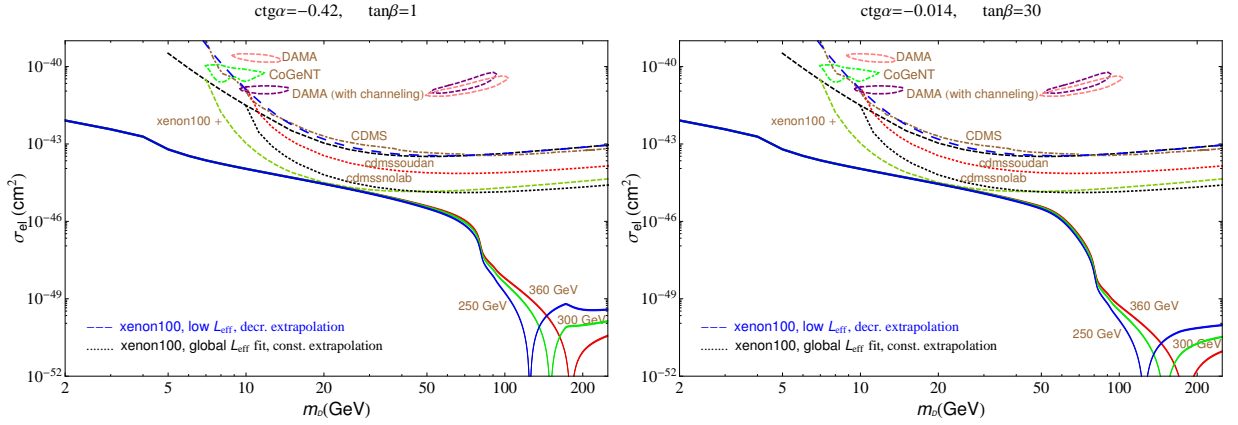 ctgα=−0.42, tanβ=1
DAMA
CoGeNT
DAMA (with channeling)
xenon100 +
CDMS
cdmssoudan
cdmssnolab
360 GeV
250 GeV
300 GeV
xenon100, low L_eff, decr. extrapolation
xenon100, global L_eff fit, const. extrapolation
10^−40
10^−43
10^−46
10^−49
10^−52
σ_el (cm^2)
2 5 10 20 50 100 200
m_D(GeV)
ctgα=−0.014, tanβ=30
DAMA
CoGeNT
DAMA (with channeling)
xenon100 +
CDMS
cdmssoudan
cdmssnolab
360 GeV
250 GeV
300 GeV
xenon100, low L_eff, decr. extrapolation
xenon100, global L_eff fit, const. extrapolation
10^−40
10^−43
10^−46
10^−49
10^−52
σ_el (cm^2)
2 5 10 20 50 100 200
m_D(GeV)